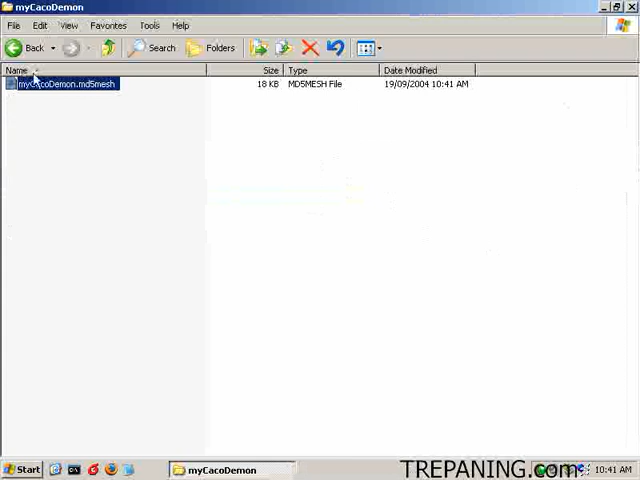 myCacoDemon
File Edit View Favorites Tools Help
Back Search Folders
Name Size Type Date Modified
myCacoDemon.md5mesh 18 KB MD5MESH File 19/09/2004 10:41 AM
Start myCacoDemon TREPANING.com 10:41 AM